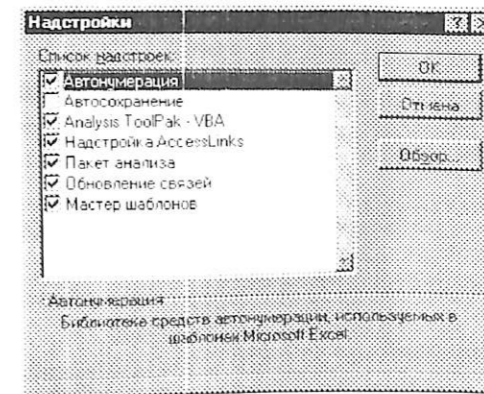 Надстройки
Список надстроек:
OK
Автонумерация
Автосохранение
Отмена
Analysis ToolPak - VBA
Надстройка AccessLinks
Обзор...
Пакет анализа
Обновление связей
Мастер шаблонов
Автонумерация
Библиотека средств автонумерации, используемых в
шаблонах Microsoft Excel